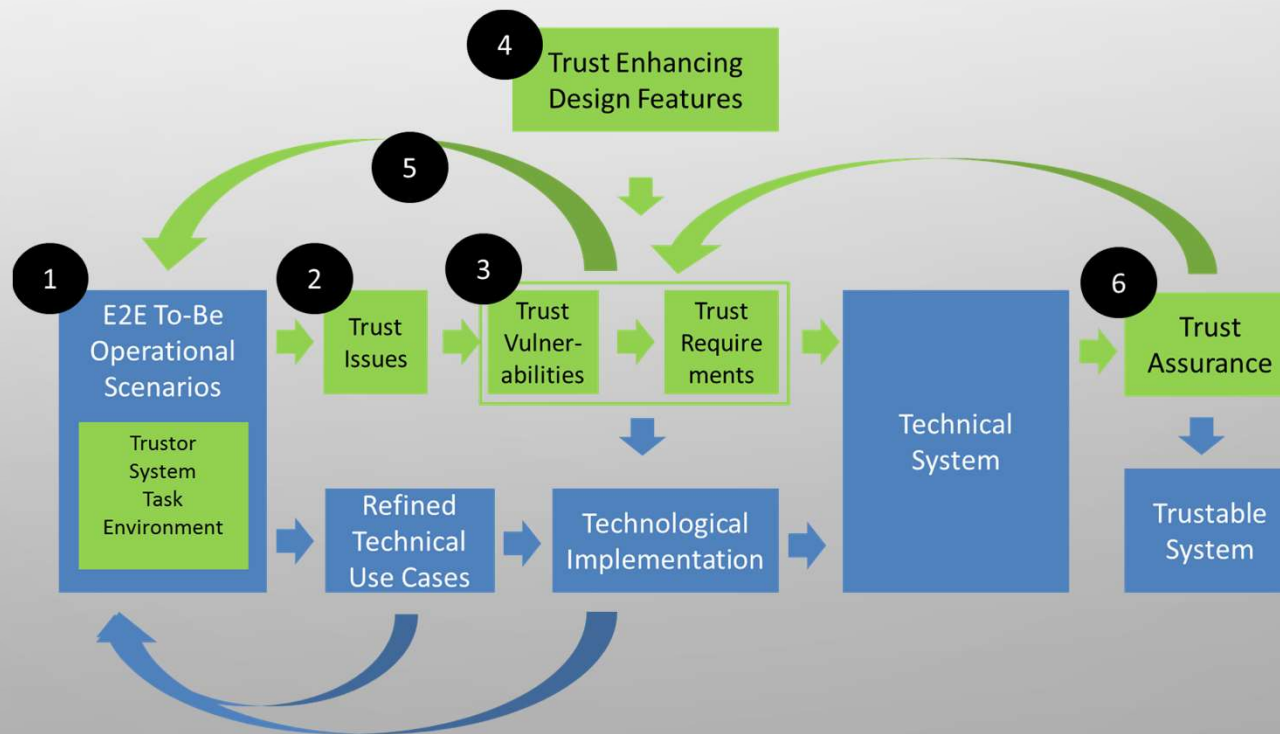 4
Trust Enhancing
Design Features
5
1
E2E To-Be
Operational
Scenarios
Trustor
System
Task
Environment
2
Trust
Issues
3
Trust
Vulner-
abilities
Trust
Require
ments
Technical
System
6
Trust
Assurance
Refined
Technical
Use Cases
Technological
Implementation
Trustable
System